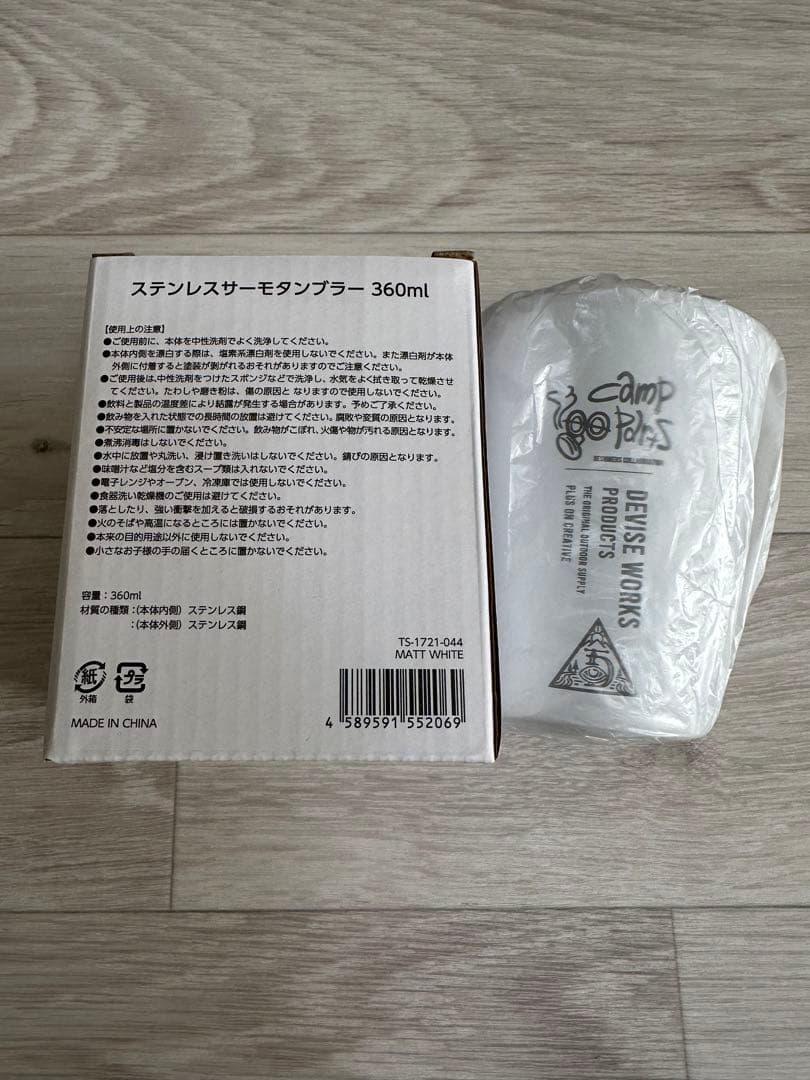 ステンレスサーモタンブラー 360ml
【使用上の注意】
●ご使用前に、本体を中性洗剤でよく洗浄してください。
●本体内側を漂白する際は、塩素系漂白剤を使用しないでください。また漂白剤が本体
外側に付着すると塗装が剥がれるおそれがありますのでご注意ください。
●ご使用後は、中性洗剤をつけたスポンジなどで洗浄し、水気をよく拭き取って乾燥させ
てください。たわしや磨き粉は、傷の原因と なりますので使用しないでください。
●飲料と製品の温度差により結露が発生する場合があります。予めご了承ください。
●飲み物を入れた状態での長時間の放置は避けてください。腐敗や変質の原因となります。
●不安定な場所に置かないでください。飲み物がこぼれ、火傷や物が汚れる原因となります。
●煮沸消毒はしないでください。
●水中に放置や丸洗い、浸け置き洗いはしないでください。錆びの原因となります。
●味噌汁など塩分を含むスープ類は入れないでください。
●電子レンジやオーブン、冷凍庫では使用しないでください。
●食器洗い乾燥機のご使用は避けてください。
●落としたり、強い衝撃を加えると破損するおそれがあります。
●火のそばや高温になるところには置かないでください。
●本来の目的用途以外に使用しないでください。
●小さなお子様の手の届くところに置かないでください。
容量：360ml
材質の種類：（本体内側）ステンレス鋼
：（本体外側）ステンレス鋼
TS-1721-044
MATT WHITE
紙
外箱
プラ
袋
MADE IN CHINA
4 589591 552069
camp
Parts
DESIGNERS COLLABORATION
DEVISE WORKS
PRODUCTS
THE ORIGINAL OUTDOOR SUPPLY
PLUS ON CREATIVE